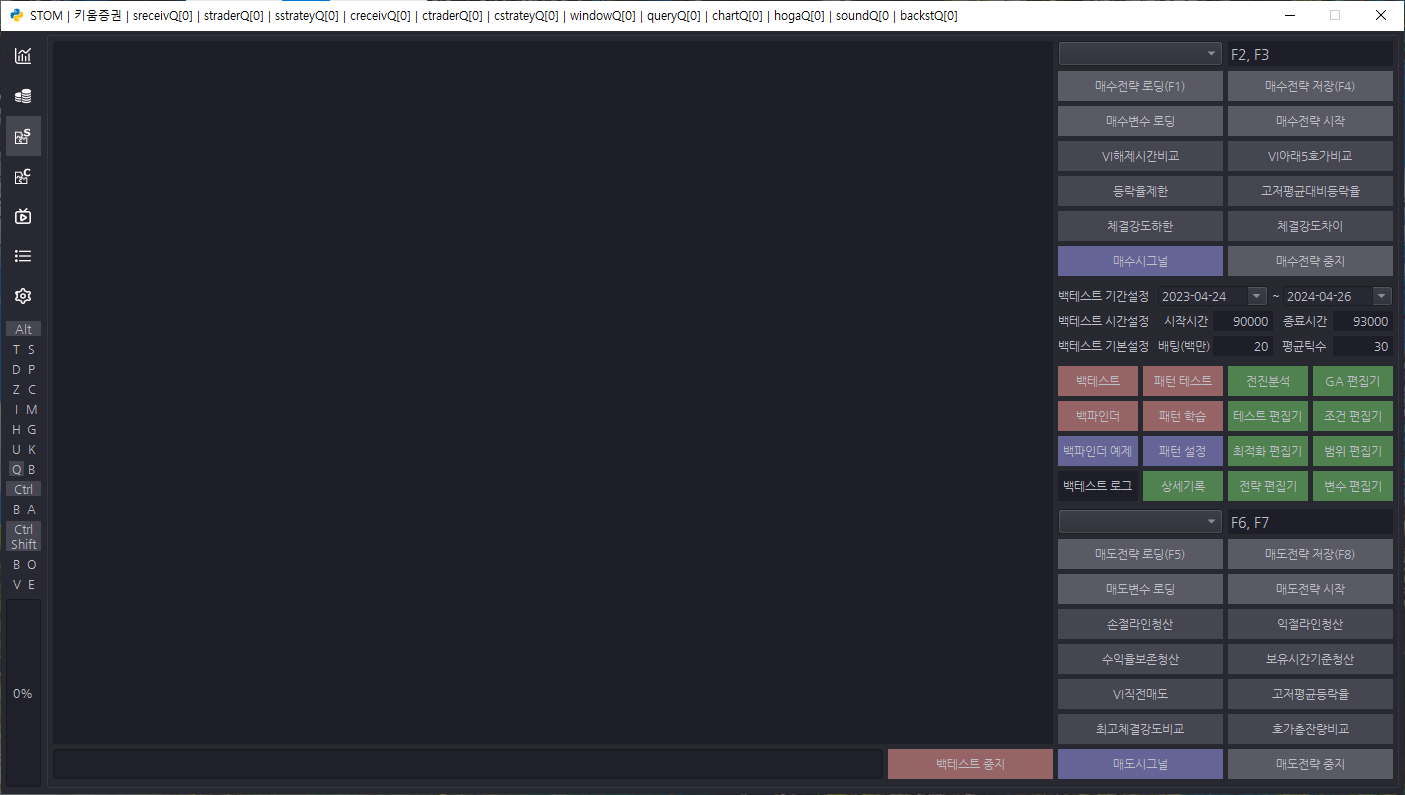 STOM | 키움증권 | sreceivQ[0] | straderQ[0] | sstrateyQ[0] | creceivQ[0] | ctraderQ[0] | cstrateyQ[0] | windowQ[0] | queryQ[0] | chartQ[0] | hogaQ[0] | soundQ[0 | backstQ[0]
S
C
Alt
T S
D P
Z C
I M
H G
U K
Q B
Ctrl
B A
Ctrl
Shift
B O
V E
0%
F2, F3
매수전략 로딩(F1) 매수전략 저장(F4)
매수변수 로딩 매수전략 시작
VI해제시간비교 VI아래5호가비교
등락율제한 고저평균대비등락율
체결강도하한 체결강도차이
매수시그널 매수전략 중지
백테스트 기간설정 2023-04-24 ~ 2024-04-26
백테스트 시간설정 시작시간 90000 종료시간 93000
백테스트 기본설정 배팅(백만) 20 평균틱수 30
백테스트 패턴 테스트 전진분석 GA 편집기
백파인더 패턴 학습 테스트 편집기 조건 편집기
백파인더 예제 패턴 설정 최적화 편집기 범위 편집기
백테스트 로그 상세기록 전략 편집기 변수 편집기
F6, F7
매도전략 로딩(F5) 매도전략 저장(F8)
매도변수 로딩 매도전략 시작
손절라인청산 익절라인청산
수익율보존청산 보유시간기준청산
VI직전매도 고저평균등락율
최고체결강도비교 호가총잔량비교
백테스트 중지 매도시그널 매도전략 중지